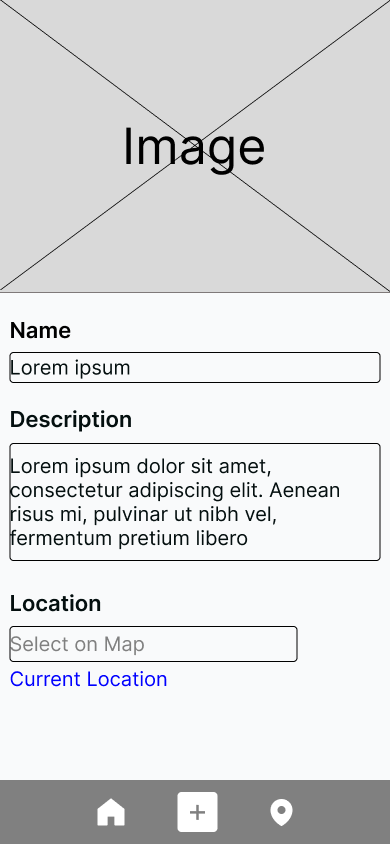 Image
Name
Lorem ipsum
Description
Lorem ipsum dolor sit amet,
consectetur adipiscing elit. Aenean
risus mi, pulvinar ut nibh vel,
fermentum pretium libero
Location
Select on Map
Current Location